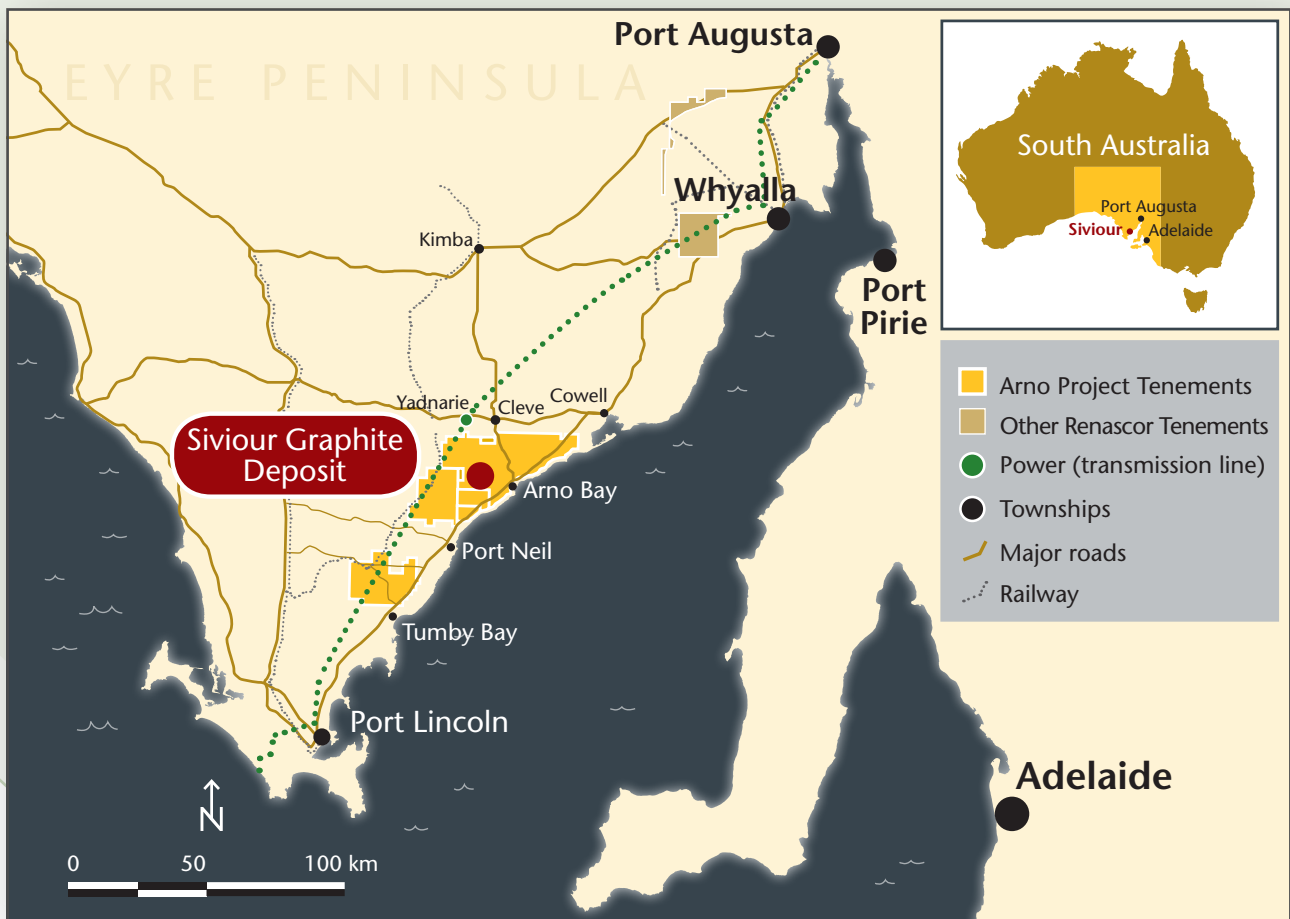 EYRE PENINSULA
Port Augusta
Whyalla
Kimba
Port
Pirie
Yadnarie
Cleve
Cowell
Siviour Graphite
Deposit
Arno Bay
Port Neil
Tumby Bay
Port Lincoln
Adelaide
N
0 50 100 km
South Australia
Port Augusta
Siviour
Adelaide
Arno Project Tenements
Other Renascor Tenements
Power (transmission line)
Townships
Major roads
Railway